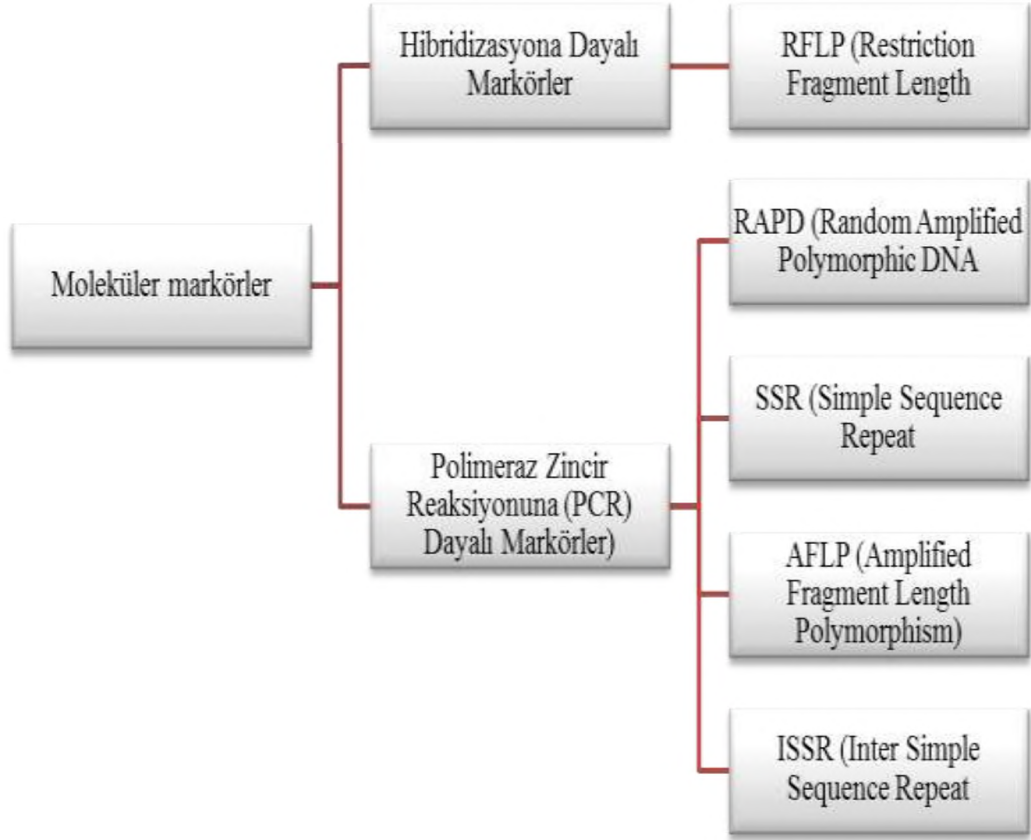 Moleküler markörler
Hibridizasyona Dayalı
Markörler
RFLP (Restriction
Fragment Length
Polimeraz Zincir
Reaksiyonuna (PCR)
Dayalı Markörler)
RAPD (Random Amplified
Polymorphic DNA
SSR (Simple Sequence
Repeat
AFLP (Amplified
Fragment Length
Polymorphism)
ISSR (Inter Simple
Sequence Repeat